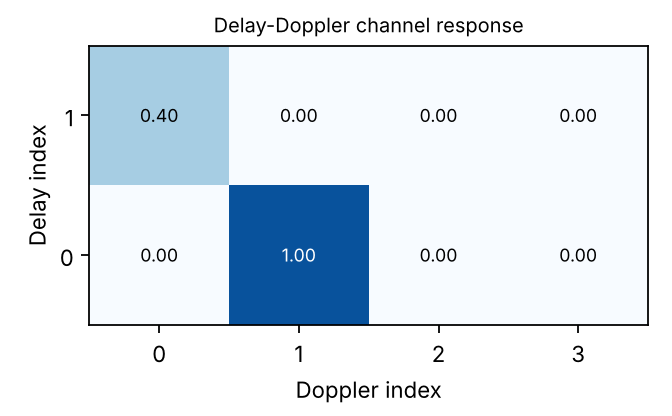 Delay-Doppler channel response
Delay index
1
0.40 0.00 0.00 0.00
0
0.00 1.00 0.00 0.00
0 1 2 3
Doppler index